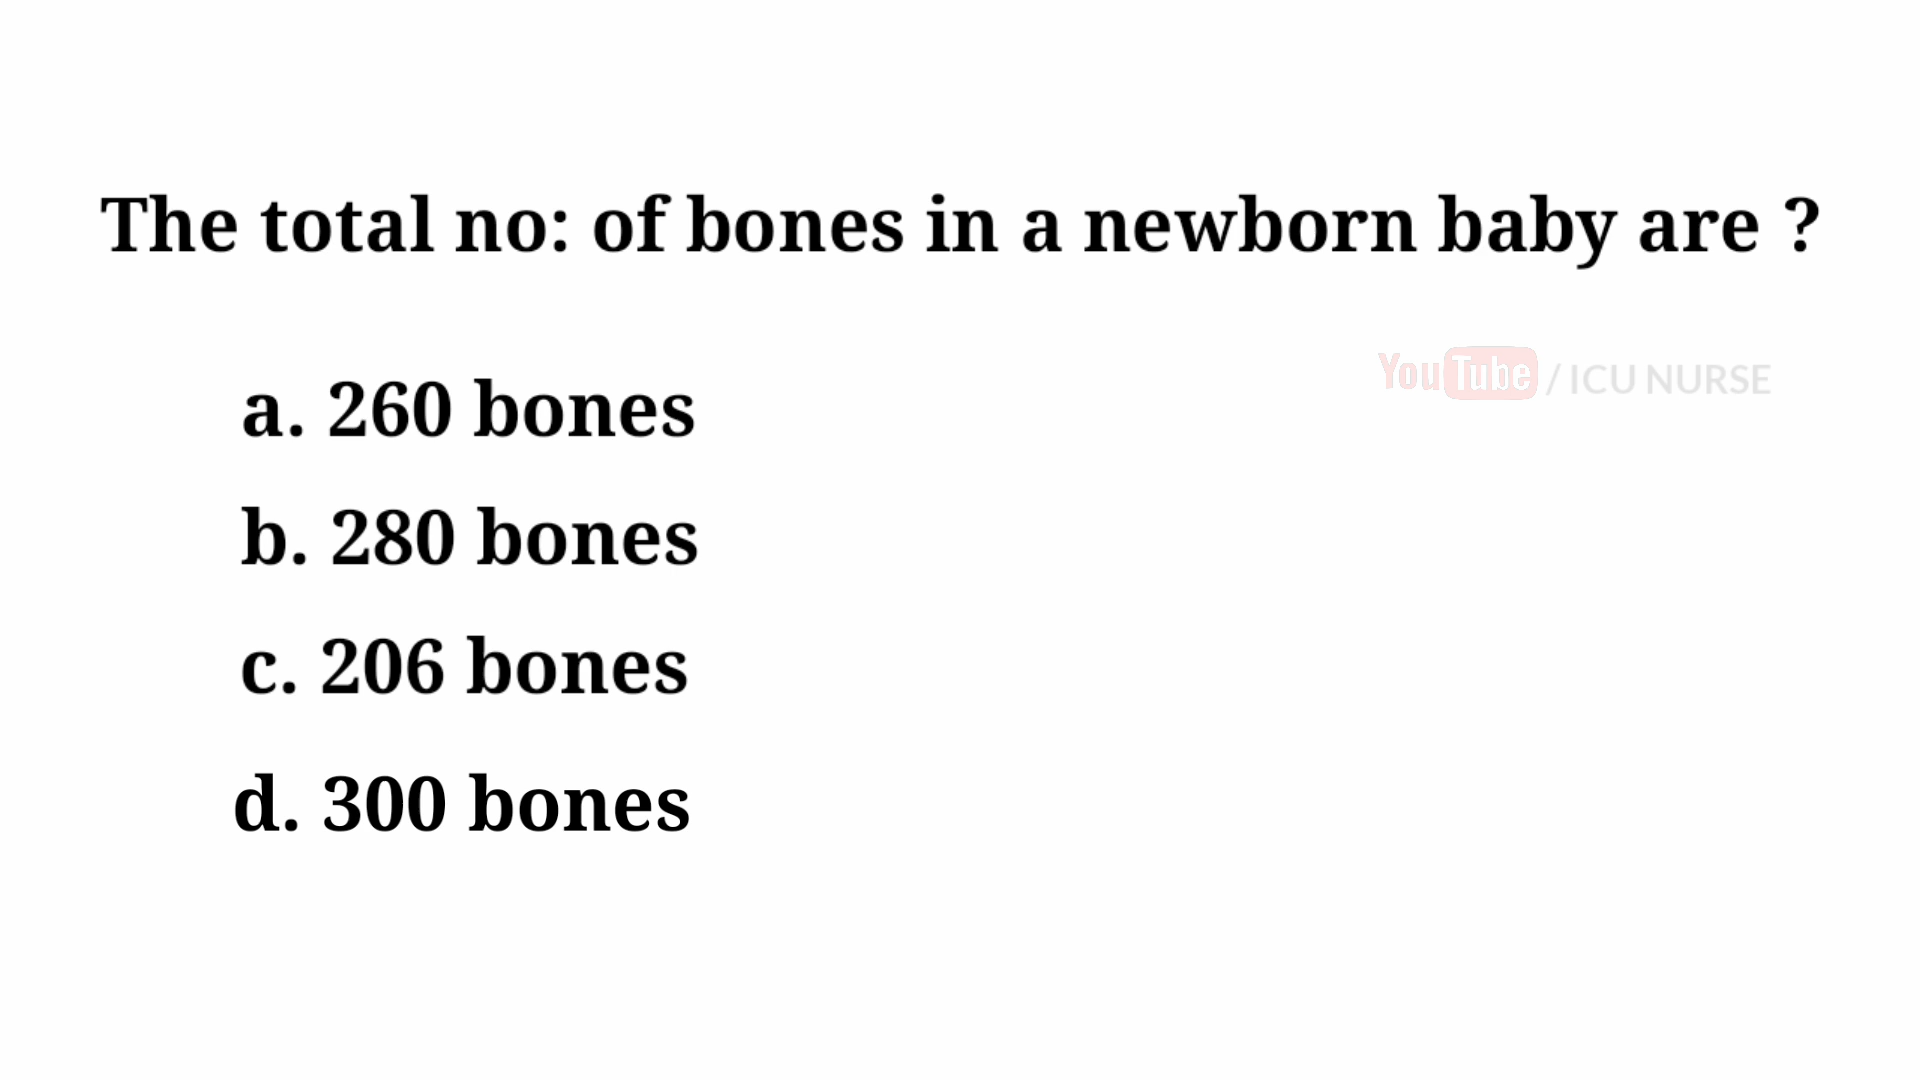 The total no: of bones in a newborn baby are ?
YouTube / ICU NURSE
a. 260 bones
b. 280 bones
c. 206 bones
d. 300 bones